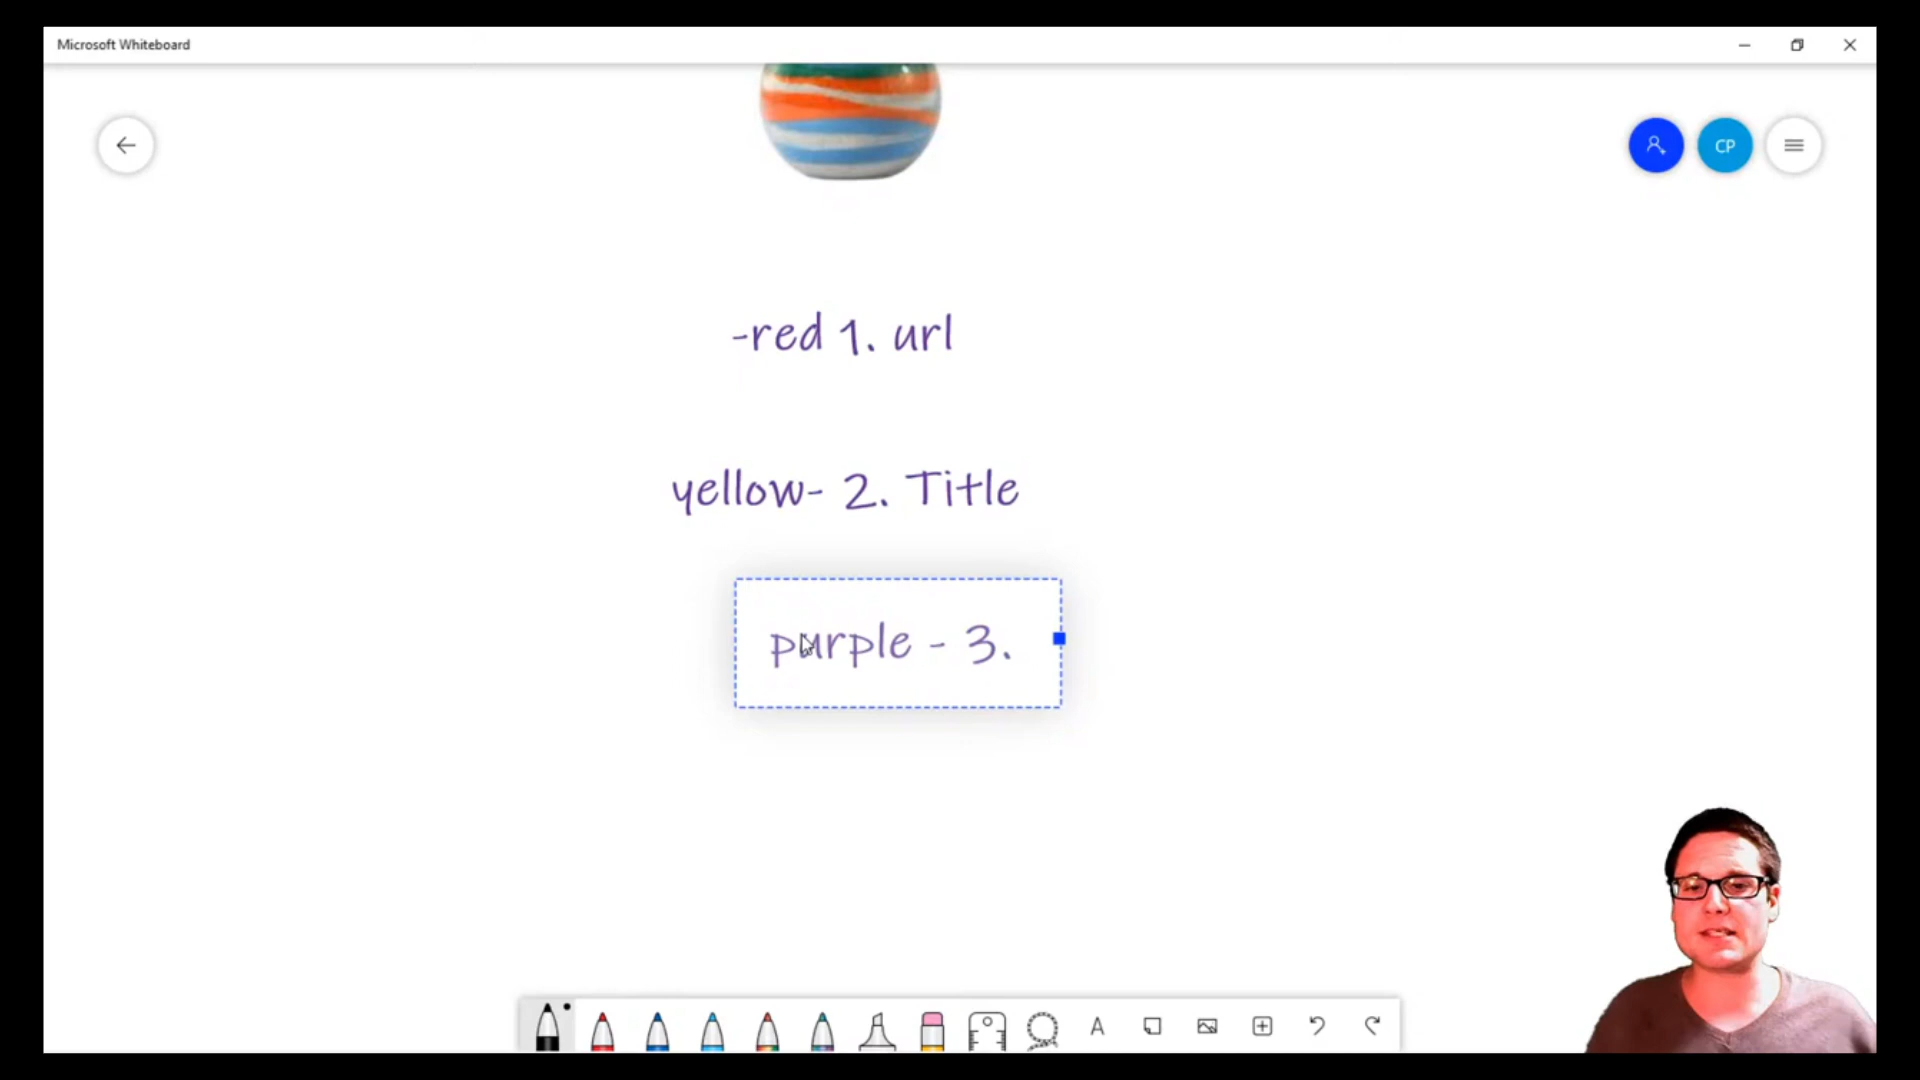 Microsoft Whiteboard
CP
-red 1. url
yellow- 2. Title
purple - 3.
A